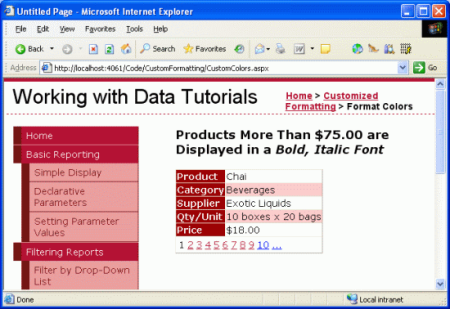 Untitled Page - Microsoft Internet Explorer
File Edit View Favorites Tools Help
Back Search Favorites
Address http://localhost:4061/Code/CustomFormatting/CustomColors.aspx Go
Working with Data Tutorials
Home > Customized
Formatting > Format Colors
Home
Basic Reporting
Simple Display
Declarative
Parameters
Setting Parameter
Values
Filtering Reports
Filter by Drop-Down
List
Products More Than $75.00 are
Displayed in a Bold, Italic Font
Product Chai
Category Beverages
Supplier Exotic Liquids
Qty/Unit 10 boxes x 20 bags
Price $18.00
1 2 3 4 5 6 7 8 9 10 ...
Done Local intranet